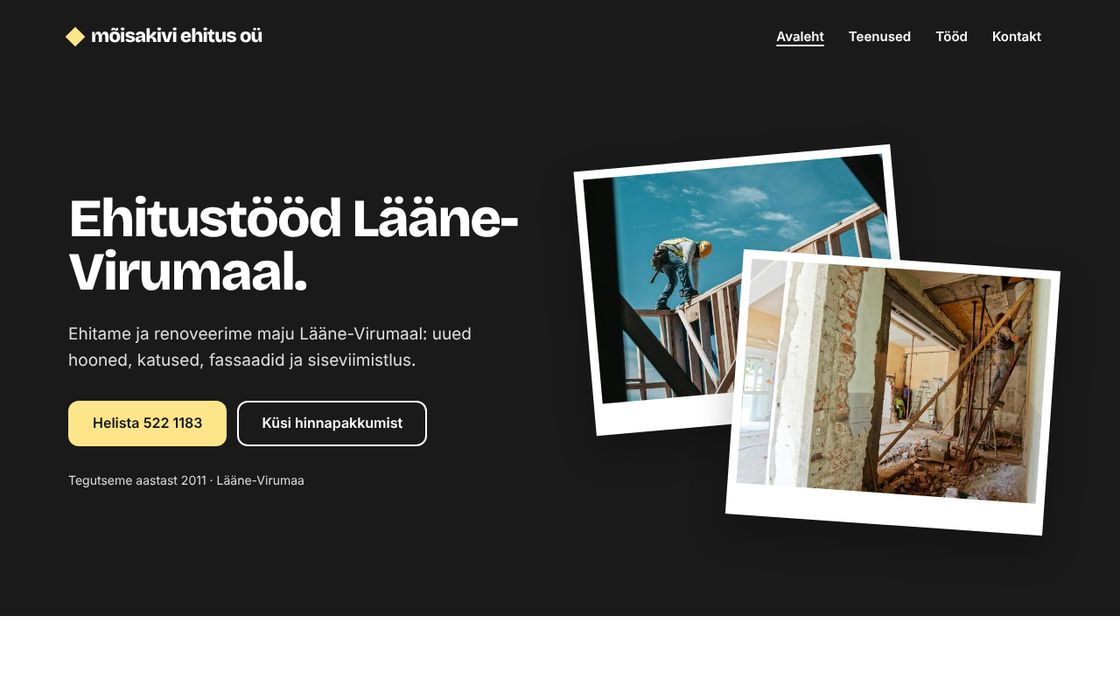 mõisakivi ehitus oü
Avaleht Teenused Tööd Kontakt
Ehitustööd Lääne-
Virumaal.
Ehitame ja renoveerime maju Lääne-Virumaal: uued
hooned, katused, fassaadid ja siseviimistlus.
Helista 522 1183 Küsi hinnapakkumist
Tegutseme aastast 2011 · Lääne-Virumaa